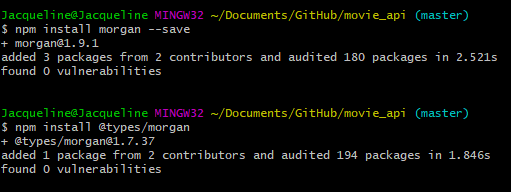 Jacqueline@Jacqueline MINGW32 ~/Documents/GitHub/movie_api (master)
$ npm install morgan --save
+ morgan@1.9.1
added 3 packages from 2 contributors and audited 180 packages in 2.521s
found 0 vulnerabilities
Jacqueline@Jacqueline MINGW32 ~/Documents/GitHub/movie_api (master)
$ npm install @types/morgan
+ @types/morgan@1.7.37
added 1 package from 2 contributors and audited 194 packages in 1.846s
found 0 vulnerabilities